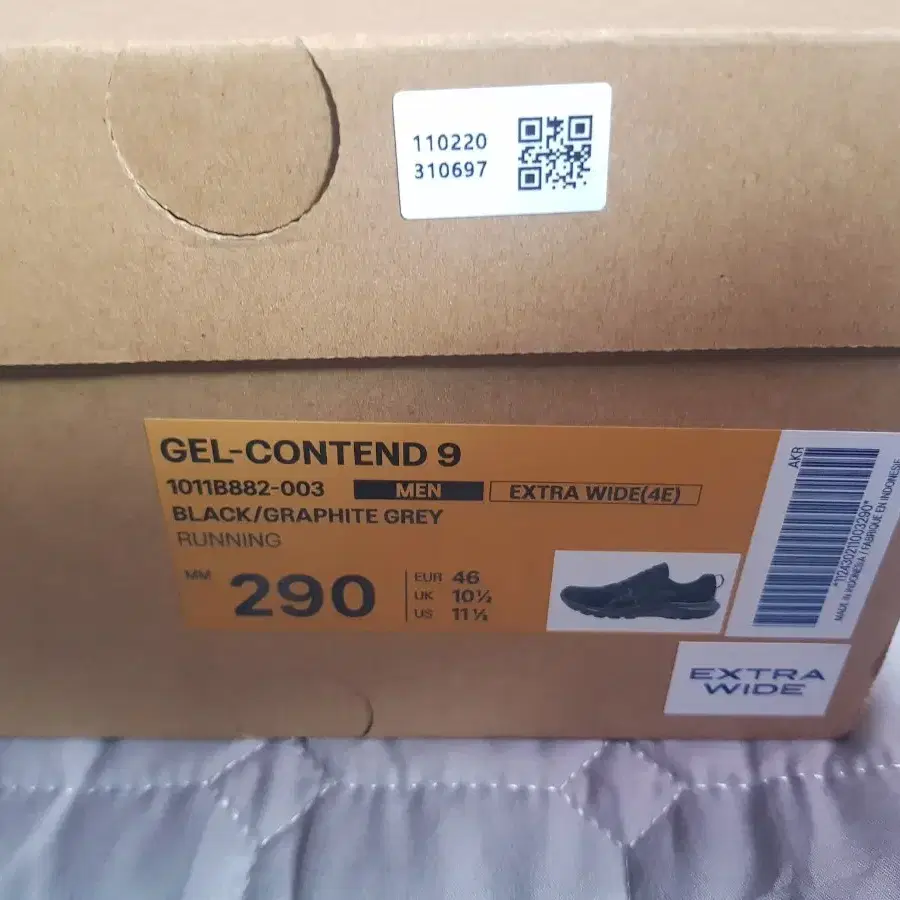 110220
310697
GEL-CONTEND 9
1011B882-003 MEN EXTRA WIDE(4E)
BLACK/GRAPHITE GREY
RUNNING
MM 290
EUR 46
UK 10½
US 11½
AKR
*112430211003290*
MADE IN INDONESIA / FABRIQUE EN INDONESIE
EXTRA
WIDE